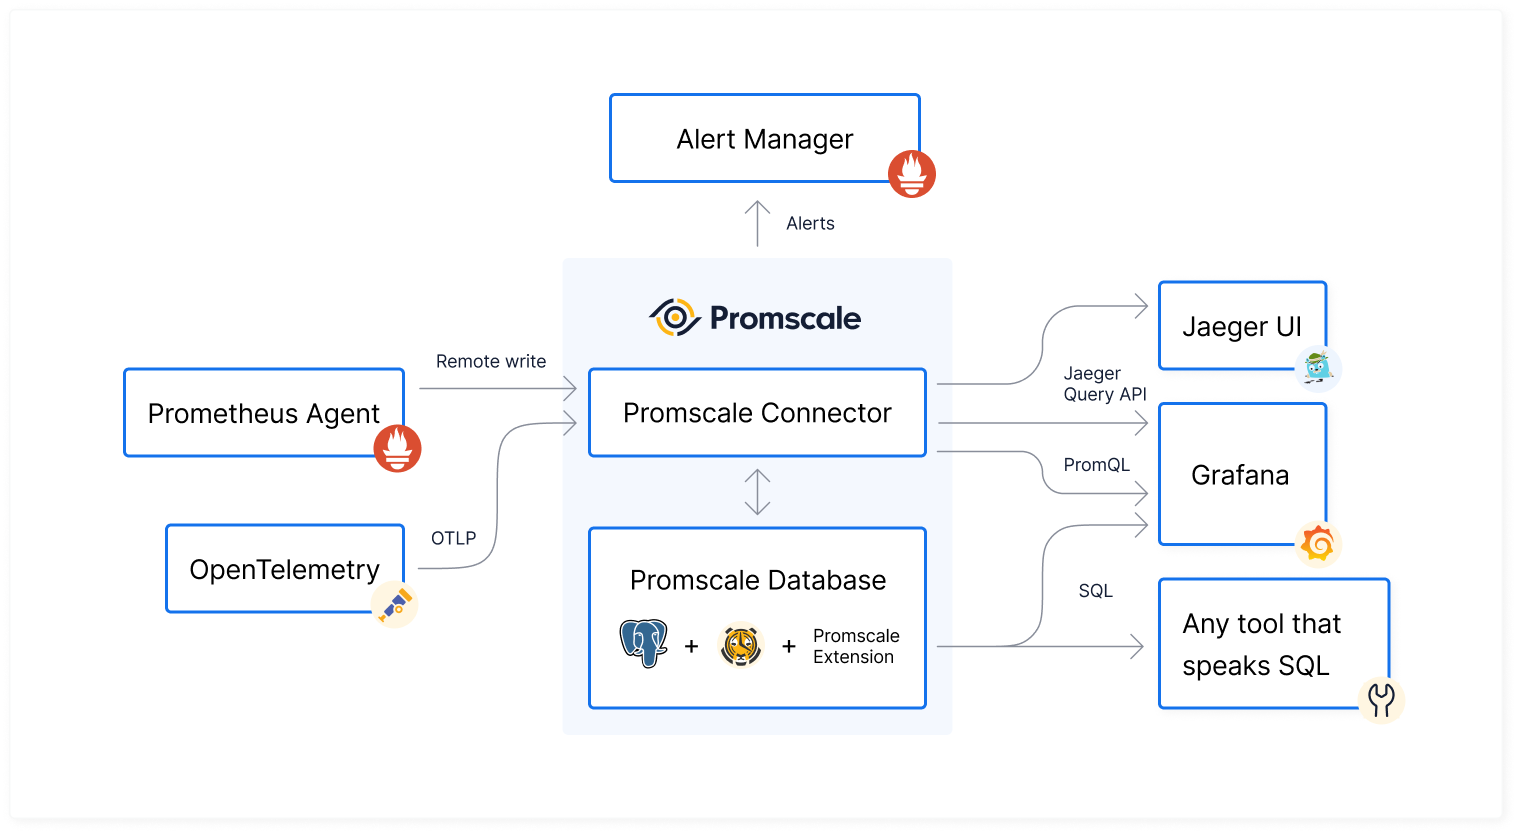 Alert Manager
Alerts
Promscale
Remote write
Prometheus Agent
OTLP
OpenTelemetry
Promscale Connector
Promscale Database
+
+
Promscale
Extension
Jaeger UI
Jaeger
Query API
PromQL
Grafana
SQL
Any tool that
speaks SQL